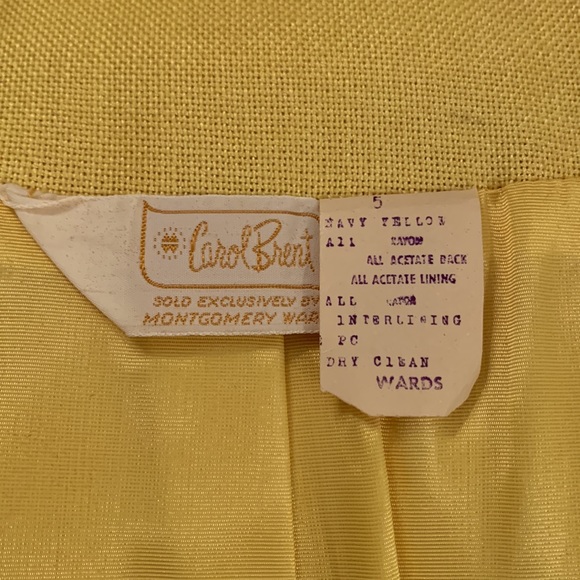 Carol Brent
SOLD EXCLUSIVELY BY
MONTGOMERY WAR
5
NAVY YELLOW
All RAYON
ALL ACETATE BACK
ALL ACETATE LINING
ALL RAYON
INTERLINING
PC
DRY CLEAN
WARDS